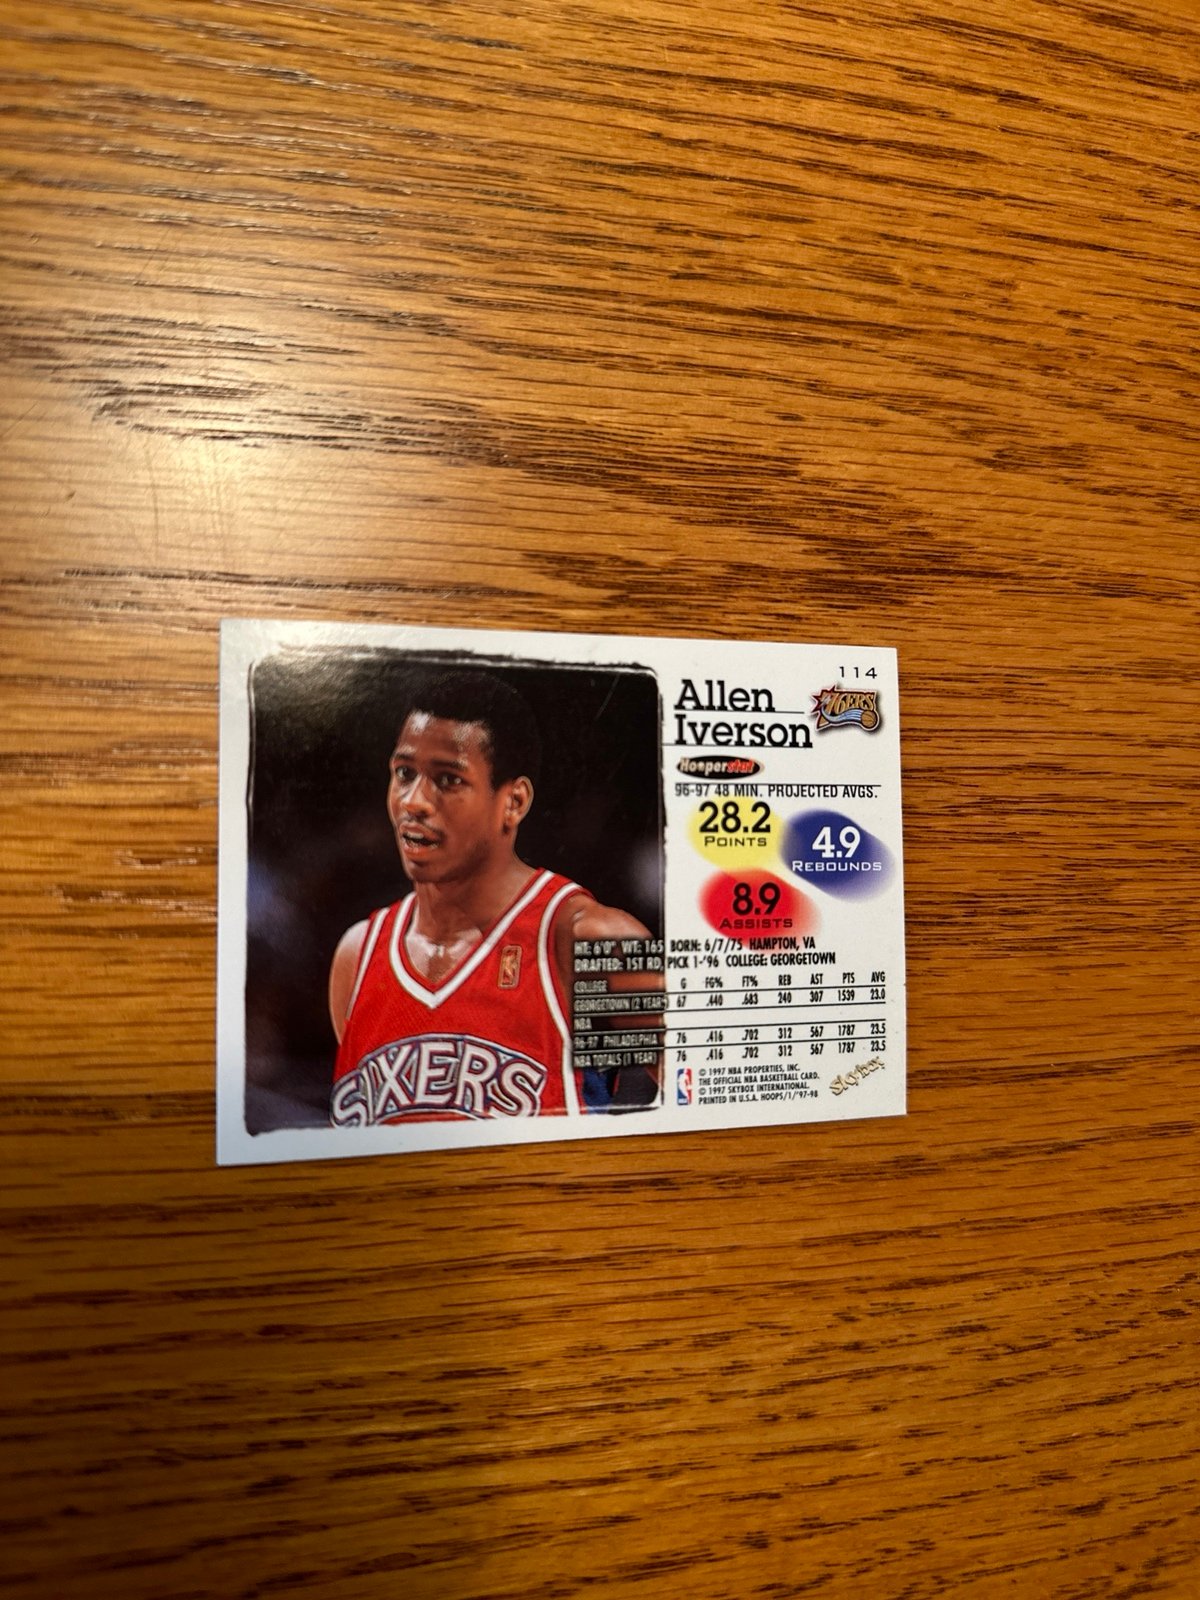 114
Allen
Iverson
76ERS
Hooperstat
96-97 48 MIN. PROJECTED AVGS.
28.2
POINTS
4.9
REBOUNDS
8.9
ASSISTS
HT: 6'0" WT: 165 BORN: 6/7/75 HAMPTON, VA
DRAFTED: 1ST RD, PICK 1-'96 COLLEGE: GEORGETOWN
COLLEGE G FG% FT% REB AST PTS AVG
GEORGETOWN (2 YEARS) 67 .440 .683 240 307 1539 23.0
NBA
96-97 PHILADELPHIA 76 .416 .702 312 567 1787 23.5
NBA TOTALS (1 YEAR) 76 .416 .702 312 567 1787 23.5
© 1997 NBA PROPERTIES, INC.
THE OFFICIAL NBA BASKETBALL CARD.
© 1997 SKYBOX INTERNATIONAL.
PRINTED IN U.S.A. HOOPS/1/'97-98
NBA
SkyBox
SIXERS